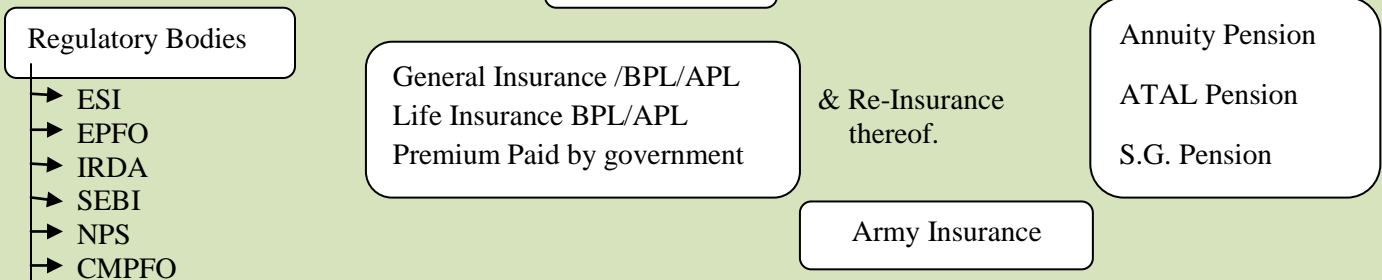 Regulatory Bodies
ESI
EPFO
IRDA
SEBI
NPS
CMPFO
General Insurance /BPL/APL
Life Insurance BPL/APL
Premium Paid by government
& Re-Insurance
thereof.
Army Insurance
Annuity Pension
ATAL Pension
S.G. Pension